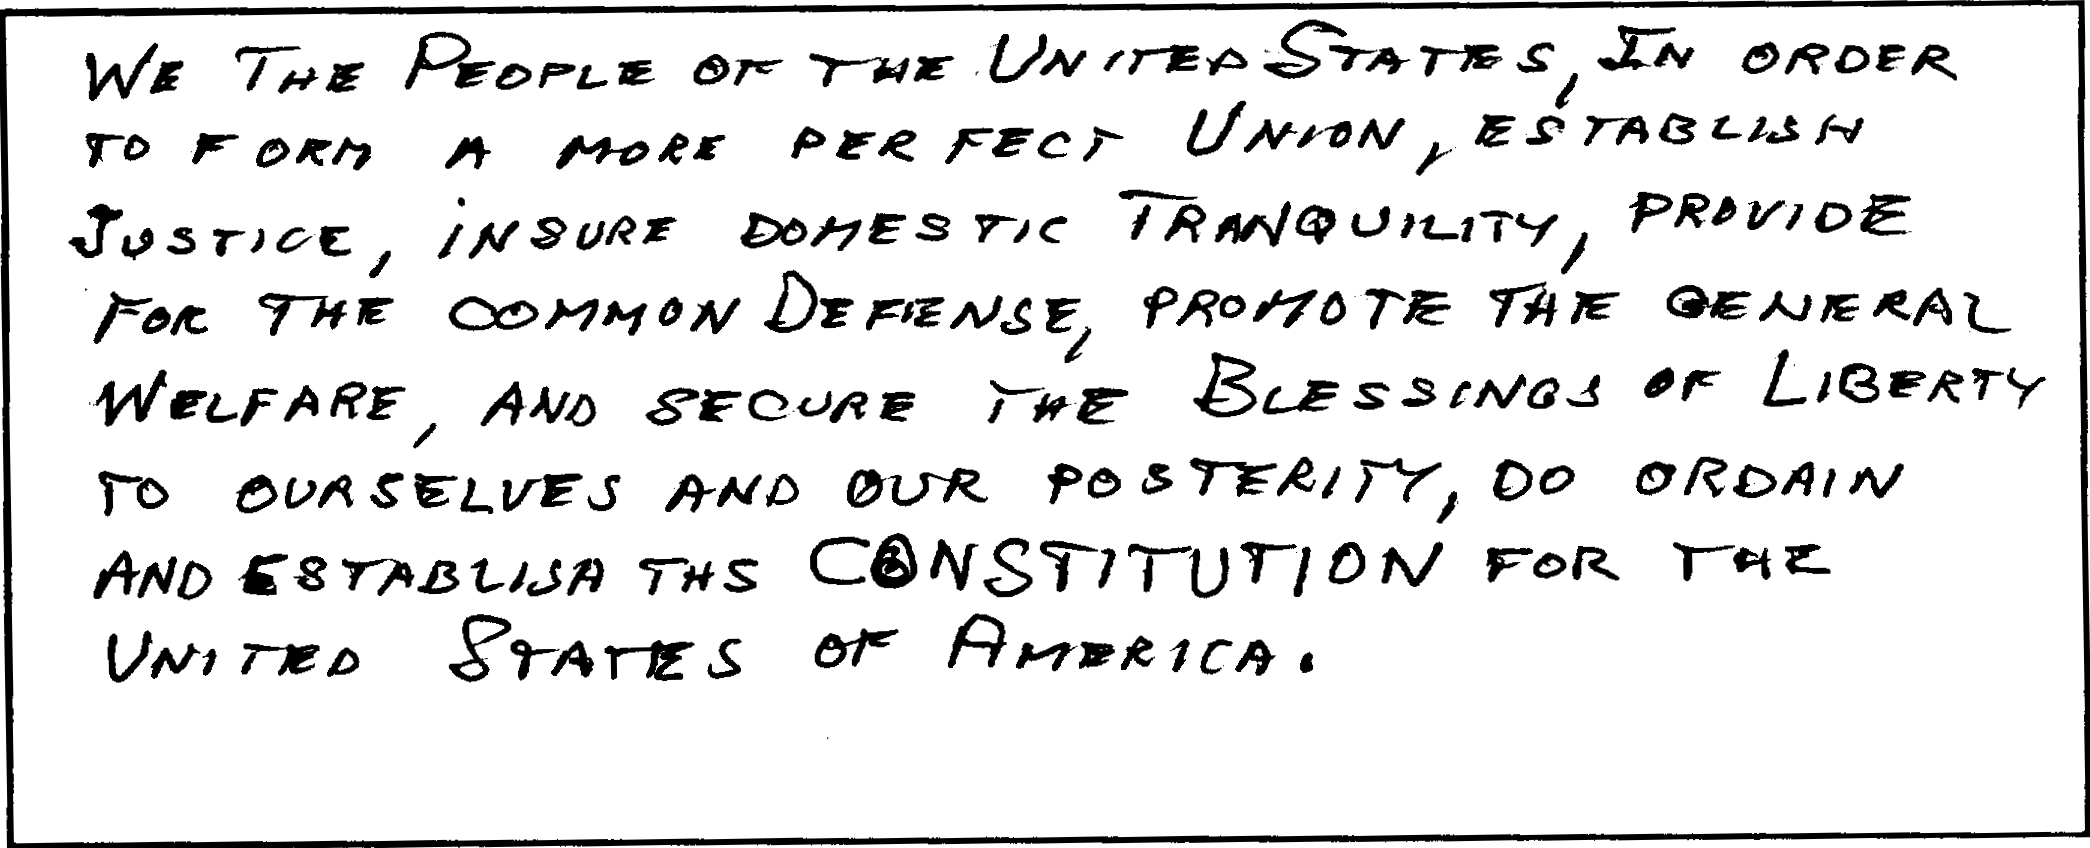 WE THE PEOPLE OF THE UNITED STATES, IN ORDER
TO FORM A MORE PERFECT UNION, ESTABLISH
JUSTICE, INSURE DOMESTIC TRANQUILITY, PROVIDE
FOR THE COMMON DEFENSE, PROMOTE THE GENERAL
WELFARE, AND SECURE THE BLESSINGS OF LIBERTY
TO OURSELVES AND OUR POSTERITY, DO ORDAIN
AND ESTABLISH THS CONSTITUTION FOR THE
UNITED STATES OF AMERICA.